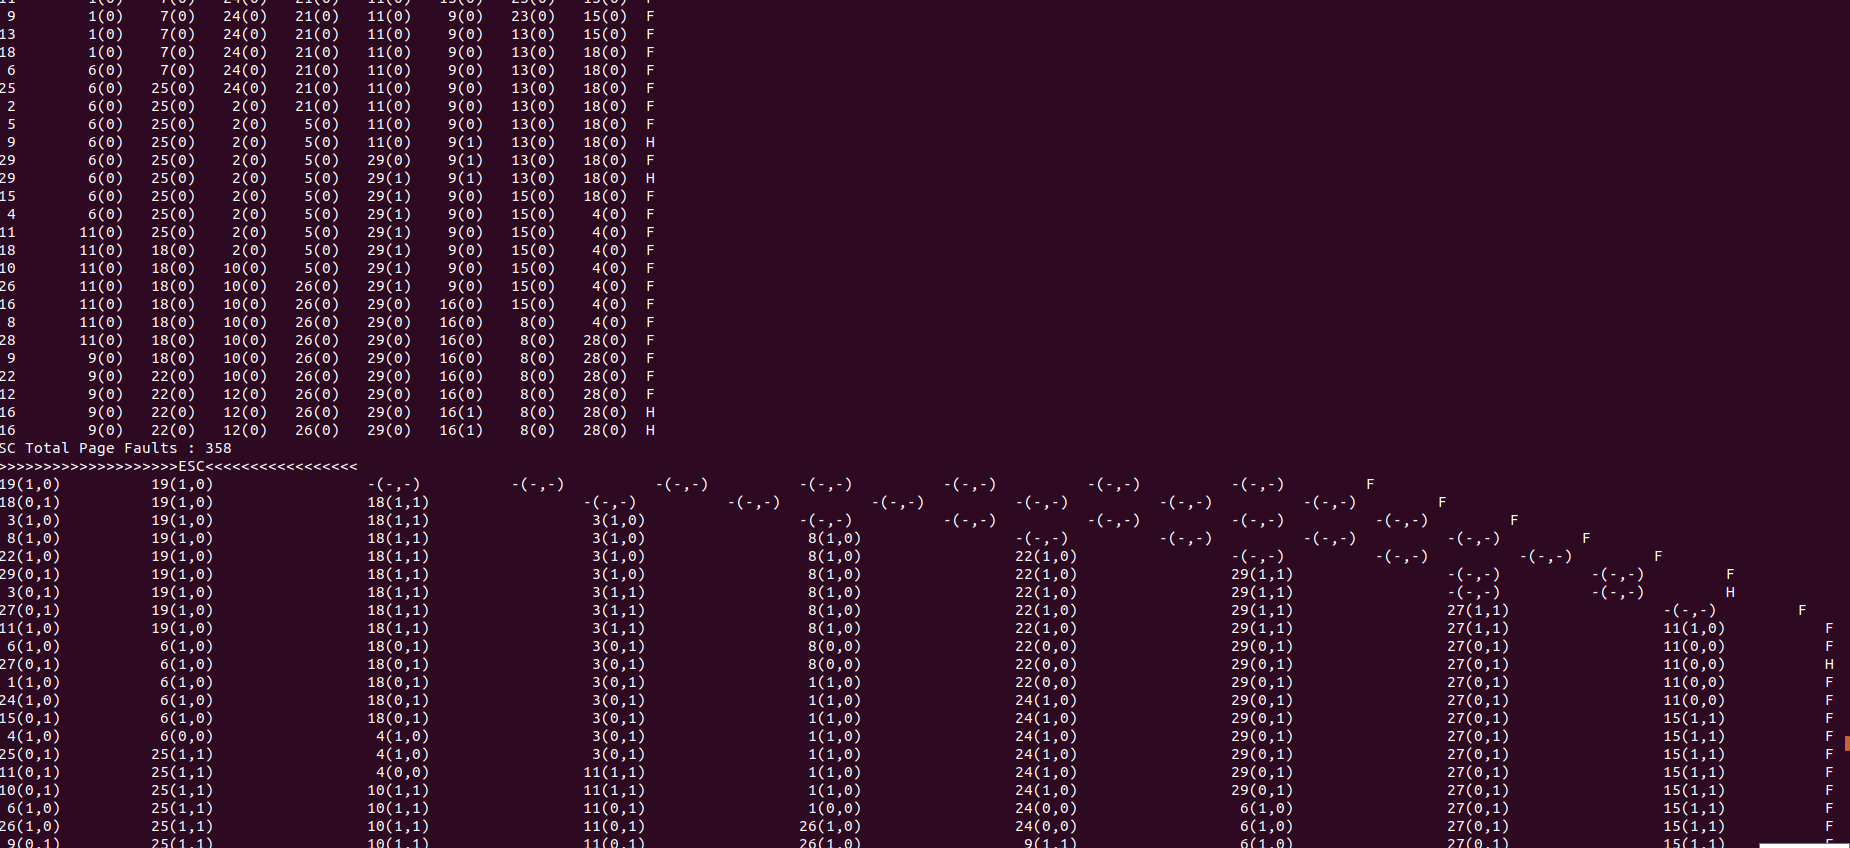 9 1(0) 7(0) 24(0) 21(0) 11(0) 9(0) 23(0) 15(0) F
13 1(0) 7(0) 24(0) 21(0) 11(0) 9(0) 13(0) 15(0) F
18 1(0) 7(0) 24(0) 21(0) 11(0) 9(0) 13(0) 18(0) F
6 6(0) 7(0) 24(0) 21(0) 11(0) 9(0) 13(0) 18(0) F
25 6(0) 25(0) 24(0) 21(0) 11(0) 9(0) 13(0) 18(0) F
2 6(0) 25(0) 2(0) 21(0) 11(0) 9(0) 13(0) 18(0) F
5 6(0) 25(0) 2(0) 5(0) 11(0) 9(0) 13(0) 18(0) F
9 6(0) 25(0) 2(0) 5(0) 11(0) 9(1) 13(0) 18(0) H
29 6(0) 25(0) 2(0) 5(0) 29(0) 9(1) 13(0) 18(0) F
29 6(0) 25(0) 2(0) 5(0) 29(1) 9(1) 13(0) 18(0) H
15 6(0) 25(0) 2(0) 5(0) 29(1) 9(0) 15(0) 18(0) F
4 6(0) 25(0) 2(0) 5(0) 29(1) 9(0) 15(0) 4(0) F
11 11(0) 25(0) 2(0) 5(0) 29(1) 9(0) 15(0) 4(0) F
18 11(0) 18(0) 2(0) 5(0) 29(1) 9(0) 15(0) 4(0) F
10 11(0) 18(0) 10(0) 5(0) 29(1) 9(0) 15(0) 4(0) F
26 11(0) 18(0) 10(0) 26(0) 29(1) 9(0) 15(0) 4(0) F
16 11(0) 18(0) 10(0) 26(0) 29(0) 16(0) 15(0) 4(0) F
8 11(0) 18(0) 10(0) 26(0) 29(0) 16(0) 8(0) 4(0) F
28 11(0) 18(0) 10(0) 26(0) 29(0) 16(0) 8(0) 28(0) F
9 9(0) 18(0) 10(0) 26(0) 29(0) 16(0) 8(0) 28(0) F
22 9(0) 22(0) 10(0) 26(0) 29(0) 16(0) 8(0) 28(0) F
12 9(0) 22(0) 12(0) 26(0) 29(0) 16(0) 8(0) 28(0) F
16 9(0) 22(0) 12(0) 26(0) 29(0) 16(1) 8(0) 28(0) H
16 9(0) 22(0) 12(0) 26(0) 29(0) 16(1) 8(0) 28(0) H
SC Total Page Faults : 358
>>>>>>>>>>>>>>>>>>>>ESC<<<<<<<<<<<<<<<<<
19(1,0) 19(1,0) -(-,-) -(-,-) -(-,-) -(-,-) -(-,-) -(-,-) -(-,-) F
18(0,1) 19(1,0) 18(1,1) -(-,-) -(-,-) -(-,-) -(-,-) -(-,-) -(-,-) F
3(1,0) 19(1,0) 18(1,1) 3(1,0) -(-,-) -(-,-) -(-,-) -(-,-) -(-,-) F
8(1,0) 19(1,0) 18(1,1) 3(1,0) 8(1,0) -(-,-) -(-,-) -(-,-) -(-,-) F
22(1,0) 19(1,0) 18(1,1) 3(1,0) 8(1,0) 22(1,0) -(-,-) -(-,-) -(-,-) F
29(0,1) 19(1,0) 18(1,1) 3(1,0) 8(1,0) 22(1,0) 29(1,1) -(-,-) -(-,-) F
3(0,1) 19(1,0) 18(1,1) 3(1,1) 8(1,0) 22(1,0) 29(1,1) -(-,-) -(-,-) H
27(0,1) 19(1,0) 18(1,1) 3(1,1) 8(1,0) 22(1,0) 29(1,1) 27(1,1) -(-,-) F
11(1,0) 19(1,0) 18(1,1) 3(1,1) 8(1,0) 22(1,0) 29(1,1) 27(1,1) 11(1,0) F
6(1,0) 6(1,0) 18(0,1) 3(0,1) 8(0,0) 22(0,0) 29(0,1) 27(0,1) 11(0,0) F
27(0,1) 6(1,0) 18(0,1) 3(0,1) 8(0,0) 22(0,0) 29(0,1) 27(0,1) 11(0,0) H
1(1,0) 6(1,0) 18(0,1) 3(0,1) 1(1,0) 22(0,0) 29(0,1) 27(0,1) 11(0,0) F
24(1,0) 6(1,0) 18(0,1) 3(0,1) 1(1,0) 24(1,0) 29(0,1) 27(0,1) 11(0,0) F
15(0,1) 6(1,0) 18(0,1) 3(0,1) 1(1,0) 24(1,0) 29(0,1) 27(0,1) 15(1,1) F
4(1,0) 6(0,0) 4(1,0) 3(0,1) 1(1,0) 24(1,0) 29(0,1) 27(0,1) 15(1,1) F
25(0,1) 25(1,1) 4(1,0) 3(0,1) 1(1,0) 24(1,0) 29(0,1) 27(0,1) 15(1,1) F
11(0,1) 25(1,1) 4(0,0) 11(1,1) 1(1,0) 24(1,0) 29(0,1) 27(0,1) 15(1,1) F
10(0,1) 25(1,1) 10(1,1) 11(1,1) 1(1,0) 24(1,0) 29(0,1) 27(0,1) 15(1,1) F
6(1,0) 25(1,1) 10(1,1) 11(0,1) 1(0,0) 24(0,0) 6(1,0) 27(0,1) 15(1,1) F
26(1,0) 25(1,1) 10(1,1) 11(0,1) 26(1,0) 24(0,0) 6(1,0) 27(0,1) 15(1,1) F
9(0,1) 25(1,1) 10(1,1) 11(0,1) 26(1,0) 9(1,1) 6(1,0) 27(0,1) 15(1,1)